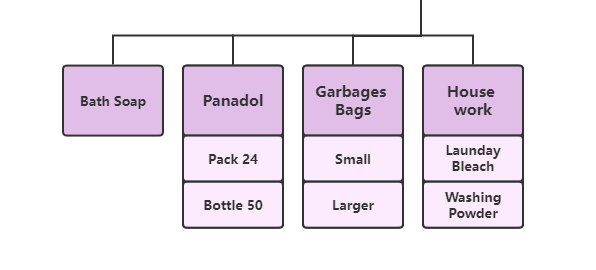 Bath Soap
Panadol
Garbages
Bags
House
work
Pack 24
Small
Launday
Bleach
Bottle 50
Larger
Washing
Powder